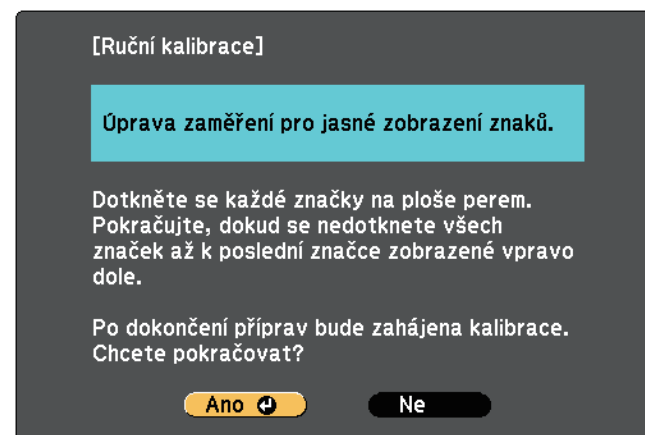 [Ruční kalibrace]
Úprava zaměření pro jasné zobrazení znaků.
Dotkněte se každé značky na ploše perem.
Pokračujte, dokud se nedotknete všech
značek až k poslední značce zobrazené vpravo
dole.
Po dokončení příprav bude zahájena kalibrace.
Chcete pokračovat?
Ano Ne